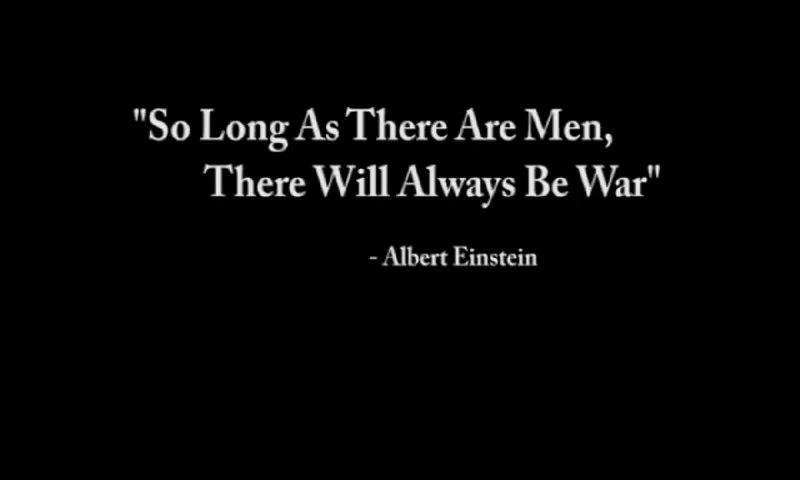 "So Long As There Are Men,
There Will Always Be War"
- Albert Einstein